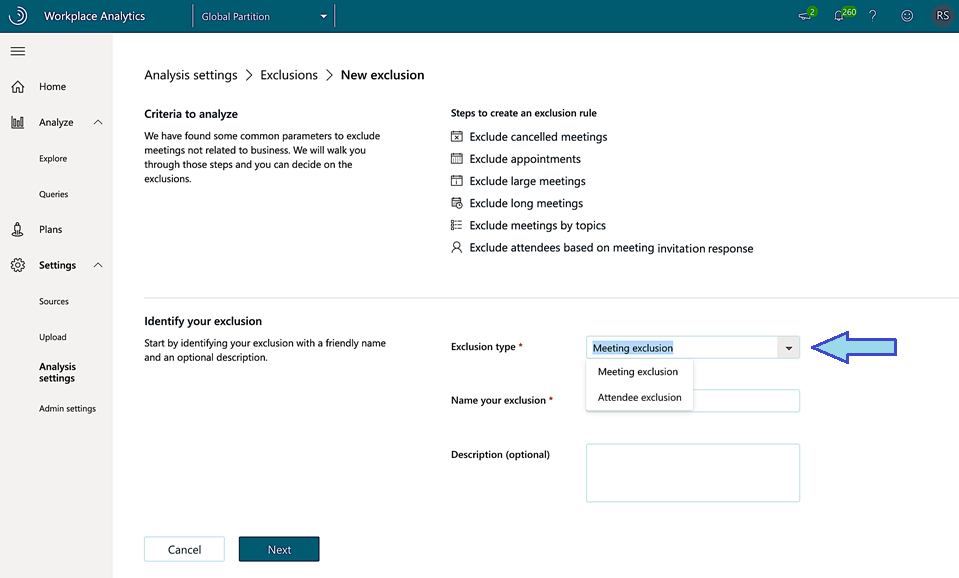 Workplace Analytics
Global Partition
2
260
?
RS
Home
Analyze
Explore
Queries
Plans
Settings
Sources
Upload
Analysis
settings
Admin settings
Analysis settings > Exclusions > New exclusion
Criteria to analyze
We have found some common parameters to exclude
meetings not related to business. We will walk you
through those steps and you can decide on the
exclusions.
Steps to create an exclusion rule
Exclude cancelled meetings
Exclude appointments
Exclude large meetings
Exclude long meetings
Exclude meetings by topics
Exclude attendees based on meeting invitation response
Identify your exclusion
Start by identifying your exclusion with a friendly name
and an optional description.
Exclusion type *
Meeting exclusion
Meeting exclusion
Attendee exclusion
Name your exclusion *
Description (optional)
Cancel
Next